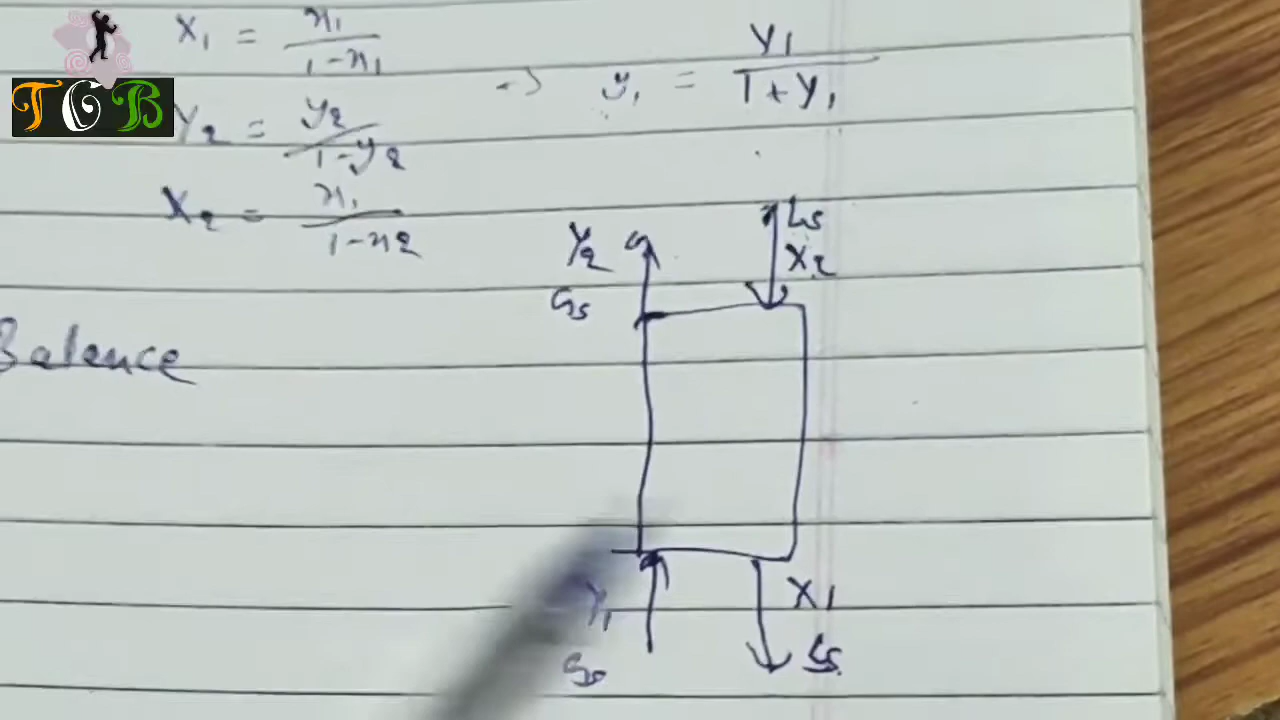 X₁ = x₁/1-x₁
→ y₁ = Y₁/1+Y₁
TGB
Y₂ = y₂/1-y₂
X₂ = x₁/1-x₂
Ls
Y₂
X₂
Gs
Balence
Y₁
X₁
Gs
Ls